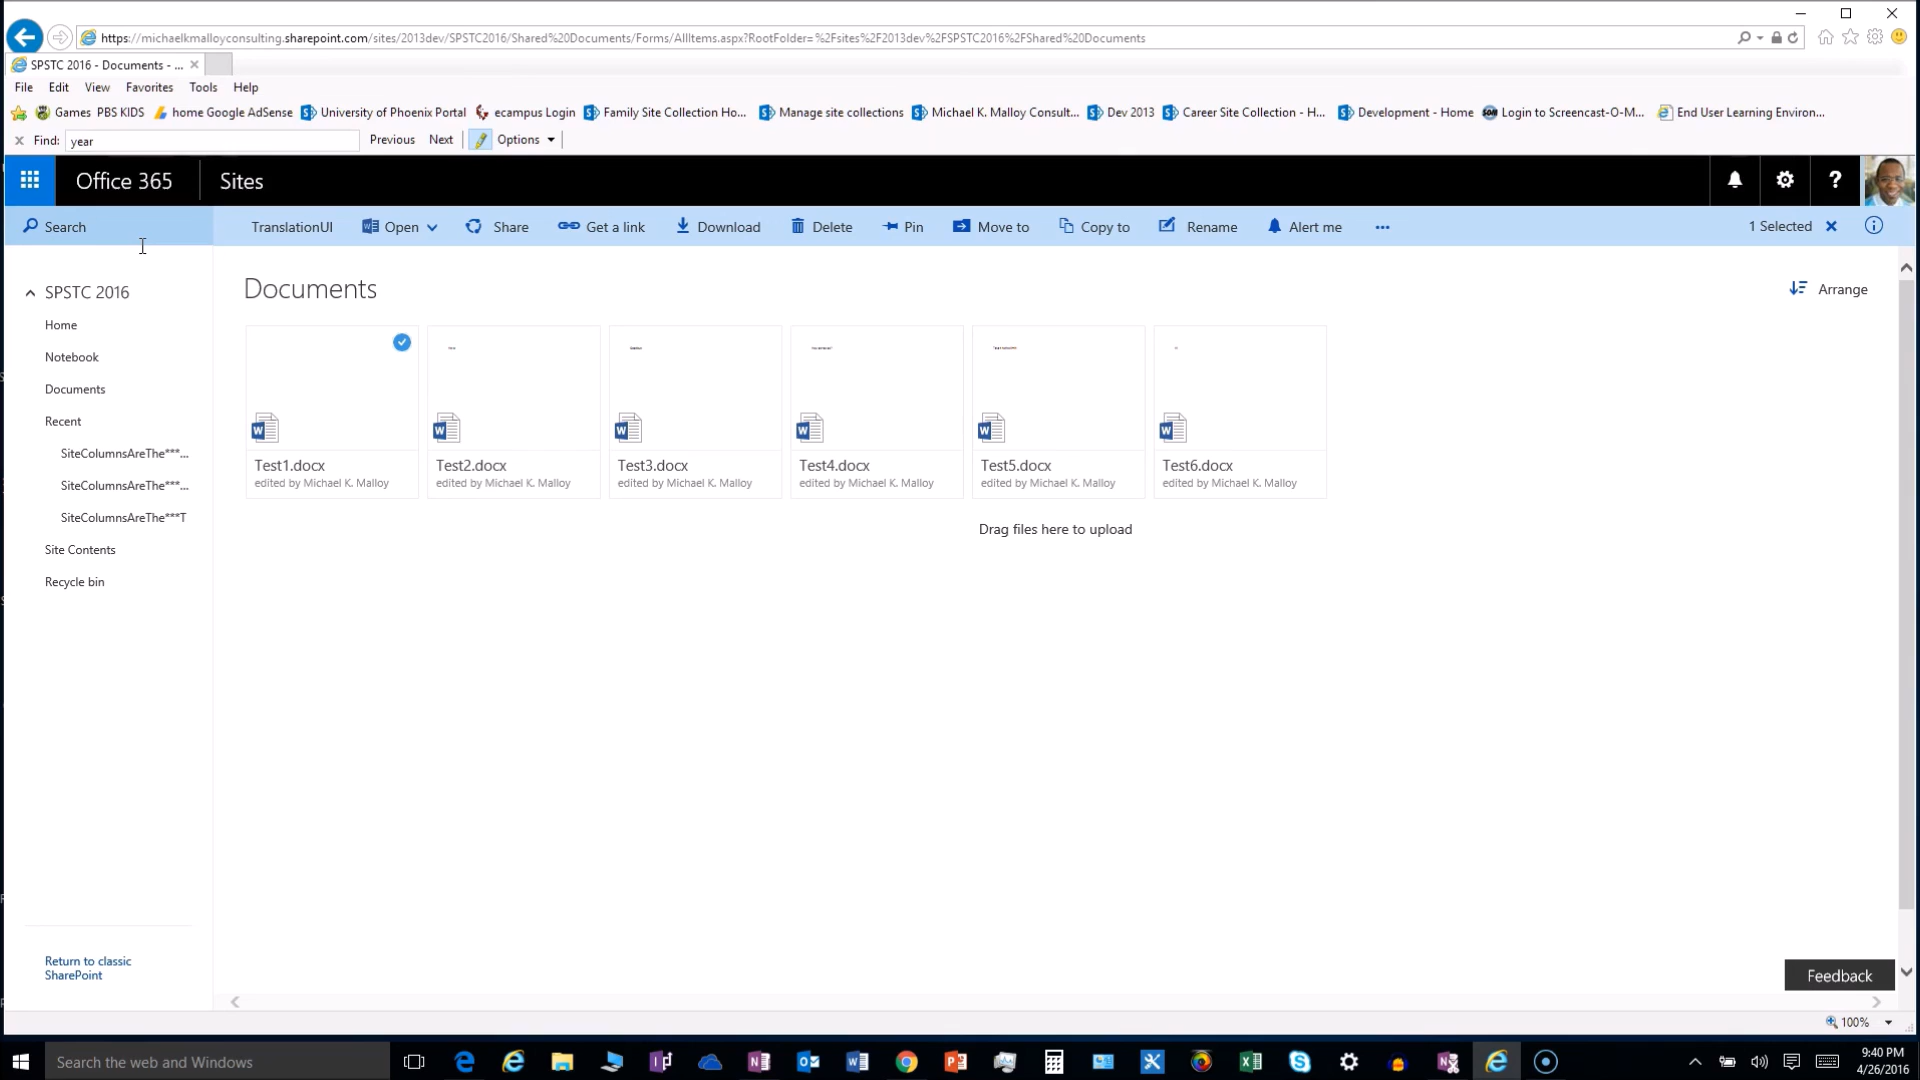 https://michaelkmalloyconsulting.sharepoint.com/sites/2013dev/SPSTC2016/Shared%20Documents/Forms/AllItems.aspx?RootFolder=%2Fsites%2F2013dev%2FSPSTC2016%2FShared%20Documents
SPSTC 2016 - Documents - ...
File Edit View Favorites Tools Help
Games PBS KIDS home Google AdSense University of Phoenix Portal ecampus Login Family Site Collection Ho... Manage site collections Michael K. Malloy Consult... Dev 2013 Career Site Collection - H... Development - Home Login to Screencast-O-M... End User Learning Environ...
Find: year Previous Next Options
Office 365 Sites ?
Search TranslationUI Open Share Get a link Download Delete Pin Move to Copy to Rename Alert me ... 1 Selected
SPSTC 2016
Home
Notebook
Documents
Recent
SiteColumnsAreThe***...
SiteColumnsAreThe***...
SiteColumnsAreThe***T
Site Contents
Recycle bin
Return to classic
SharePoint
Documents
Arrange
Test1.docx
edited by Michael K. Malloy
Test2.docx
edited by Michael K. Malloy
Test3.docx
edited by Michael K. Malloy
Test4.docx
edited by Michael K. Malloy
Test5.docx
edited by Michael K. Malloy
Test6.docx
edited by Michael K. Malloy
Drag files here to upload
Feedback
100%
Search the web and Windows
9:40 PM
4/26/2016